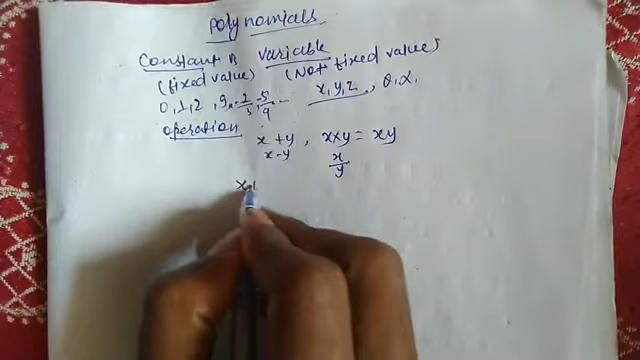 Polynomials
Constant & variable
(fixed value) (Not fixed value)
0, 1, 2, 9, -2/3, 5/9 -- x, y, z, θ, α.
operation x + y, x × y = xy
x - y x/y
x